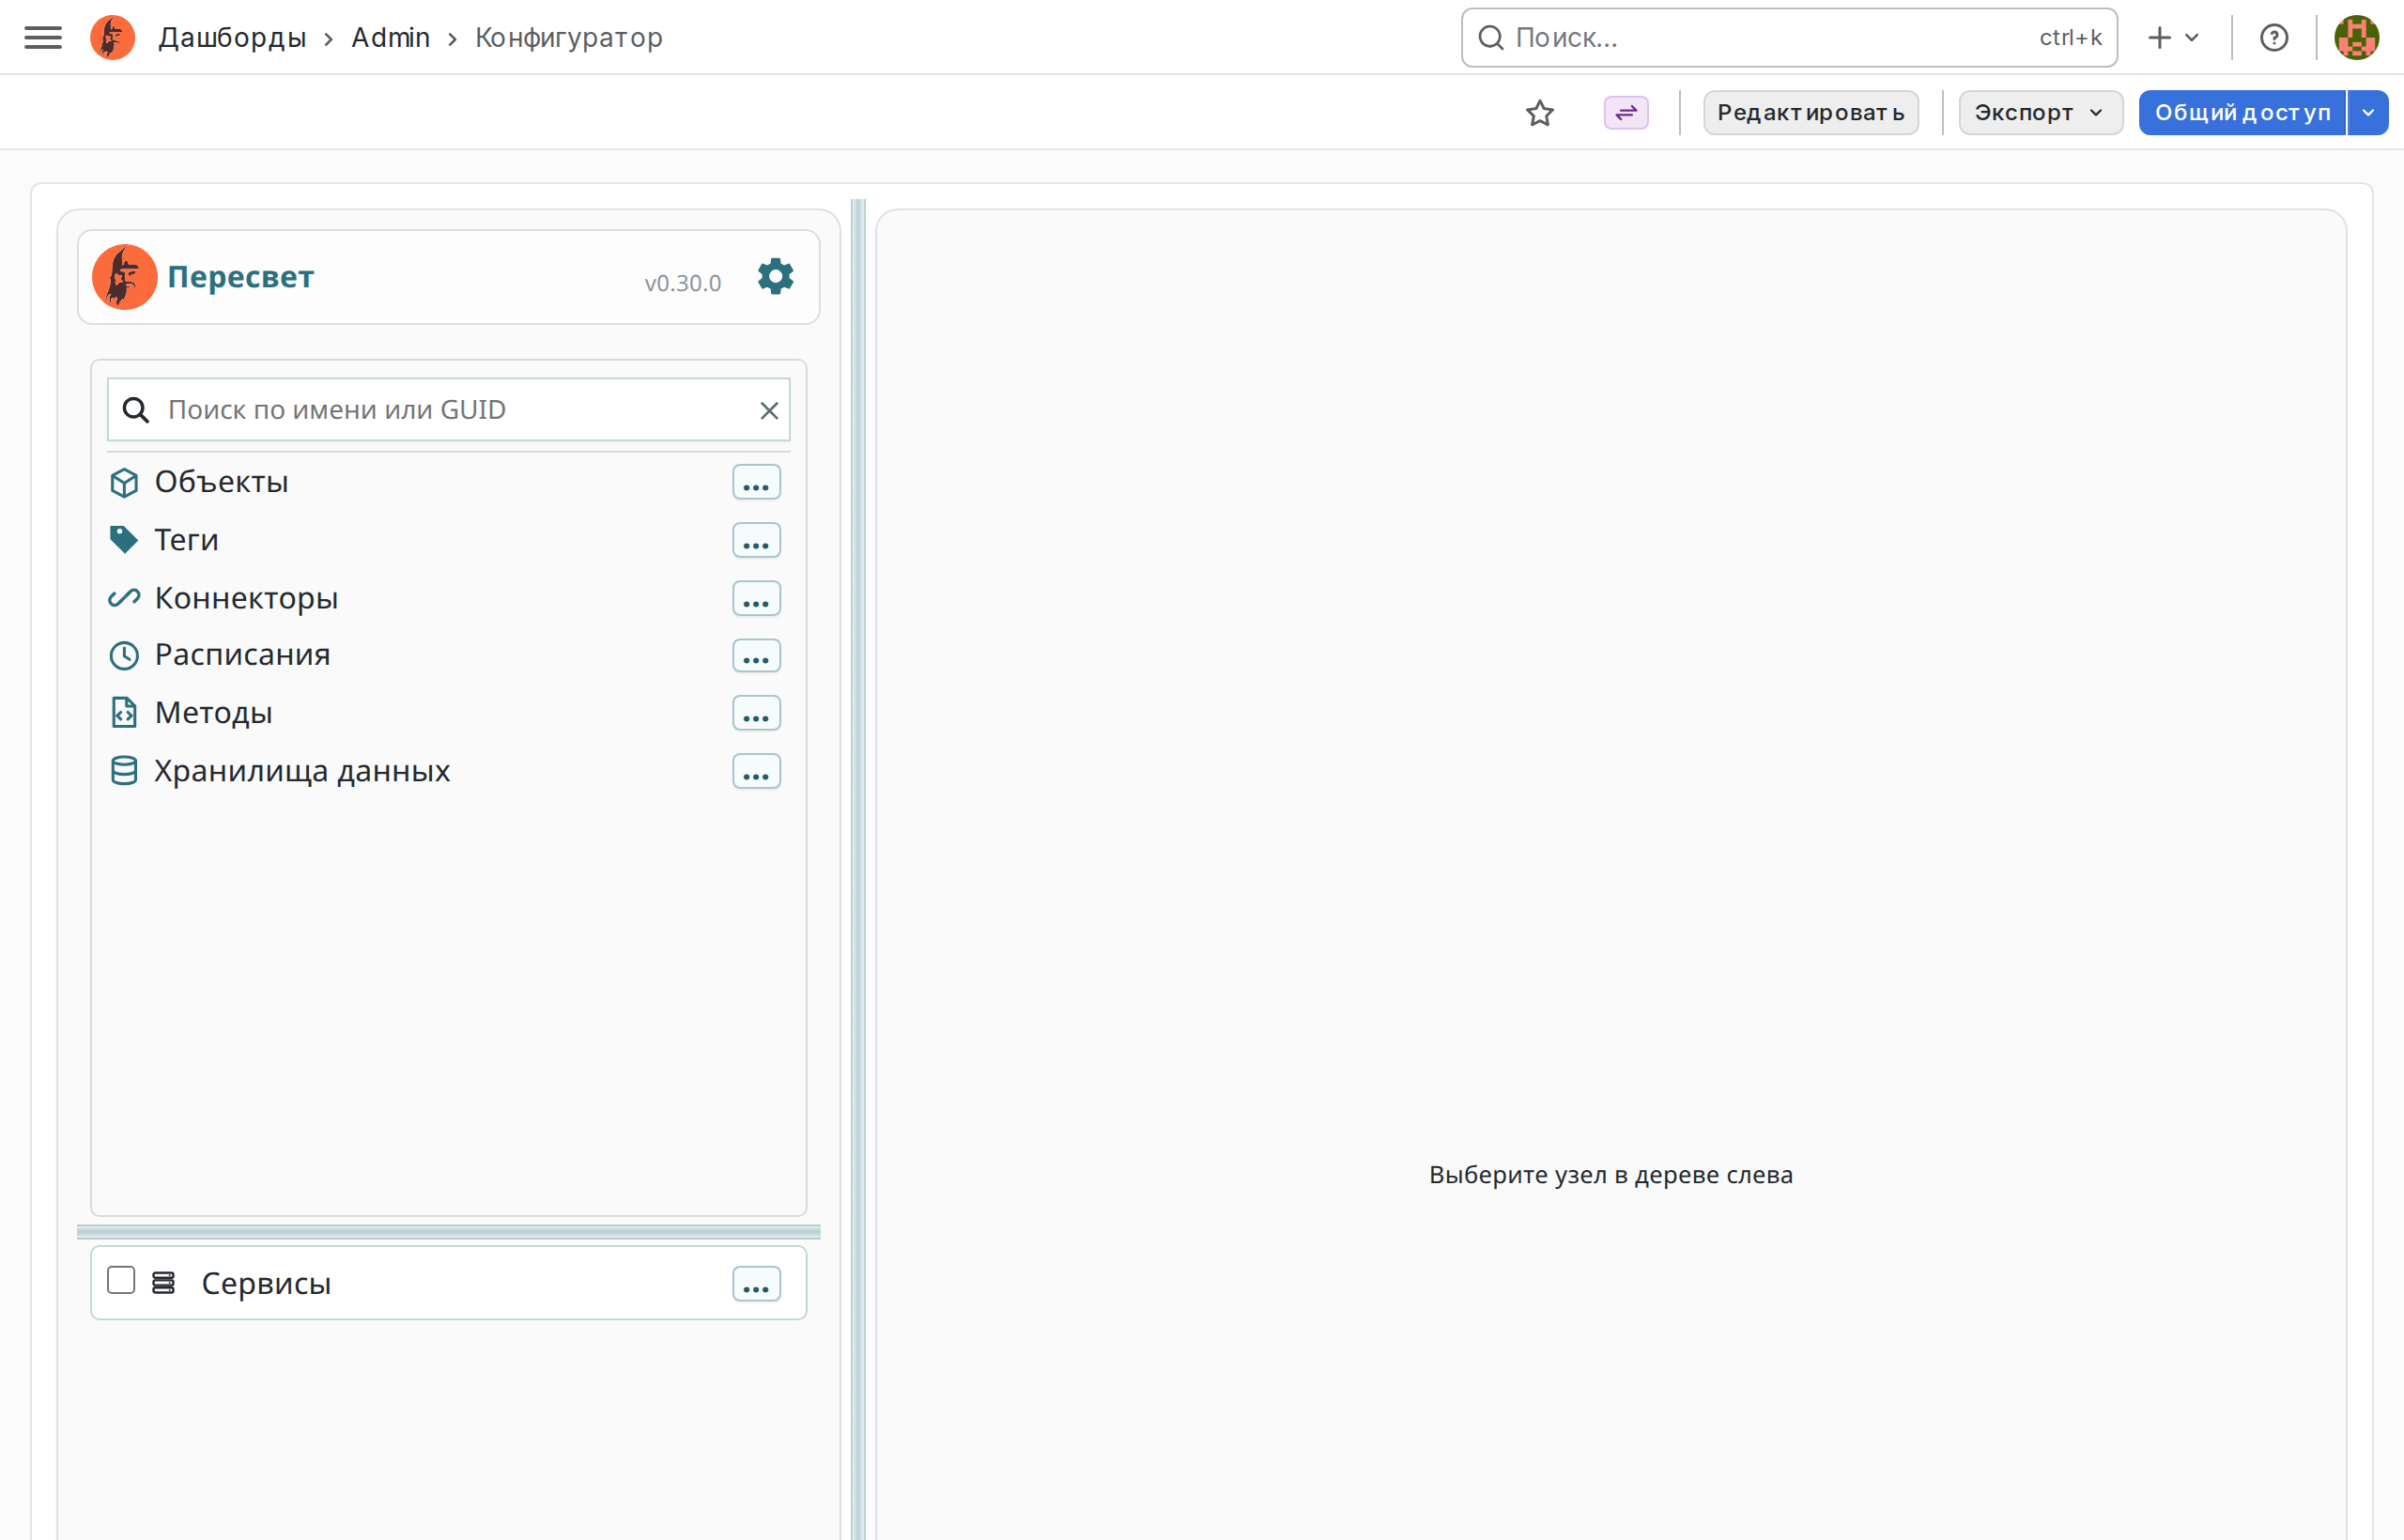 Дашборды › Admin › Конфигуратор
Поиск... ctrl+k
Редактировать Экспорт Общий доступ
Пересвет v0.30.0
Поиск по имени или GUID
Объекты ...
Теги ...
Коннекторы ...
Расписания ...
Методы ...
Хранилища данных ...
Выберите узел в дереве слева
Сервисы ...